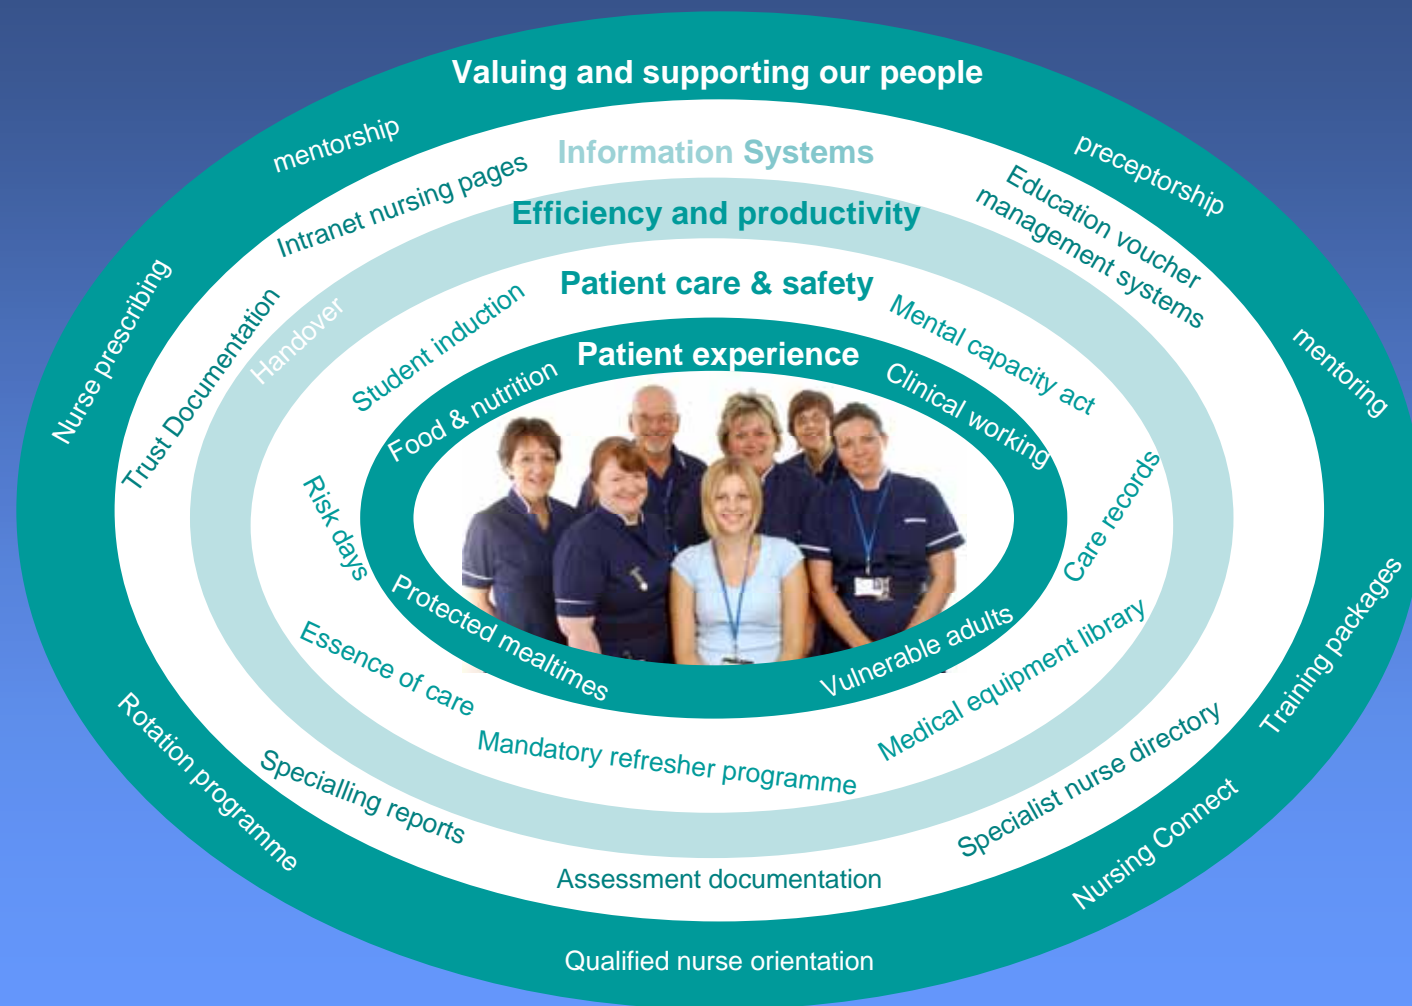 Valuing and supporting our people
mentorship
preceptorship
Nurse prescribing
mentoring
Training packages
Rotation programme
Nursing Connect
Qualified nurse orientation
Information Systems
Intranet nursing pages
Education voucher
management systems
Trust Documentation
Specialling reports
Specialist nurse directory
Assessment documentation
Efficiency and productivity
Handover
Patient care & safety
Student induction
Mental capacity act
Risk days
Care records
Essence of care
Medical equipment library
Mandatory refresher programme
Patient experience
Food & nutrition
Clinical working
Protected mealtimes
Vulnerable adults